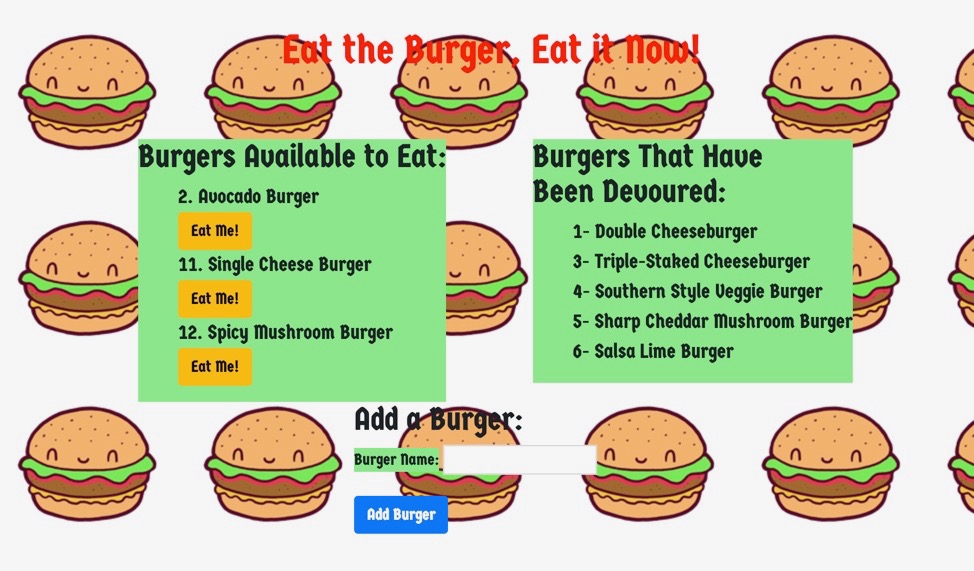 Eat the Burger, Eat it Now!
Burgers Available to Eat:
2. Avocado Burger
Eat Me!
11. Single Cheese Burger
Eat Me!
12. Spicy Mushroom Burger
Eat Me!
Burgers That Have
Been Devoured:
1- Double Cheeseburger
3- Triple-Staked Cheeseburger
4- Southern Style Veggie Burger
5- Sharp Cheddar Mushroom Burger
6- Salsa Lime Burger
Add a Burger:
Burger Name:
Add Burger